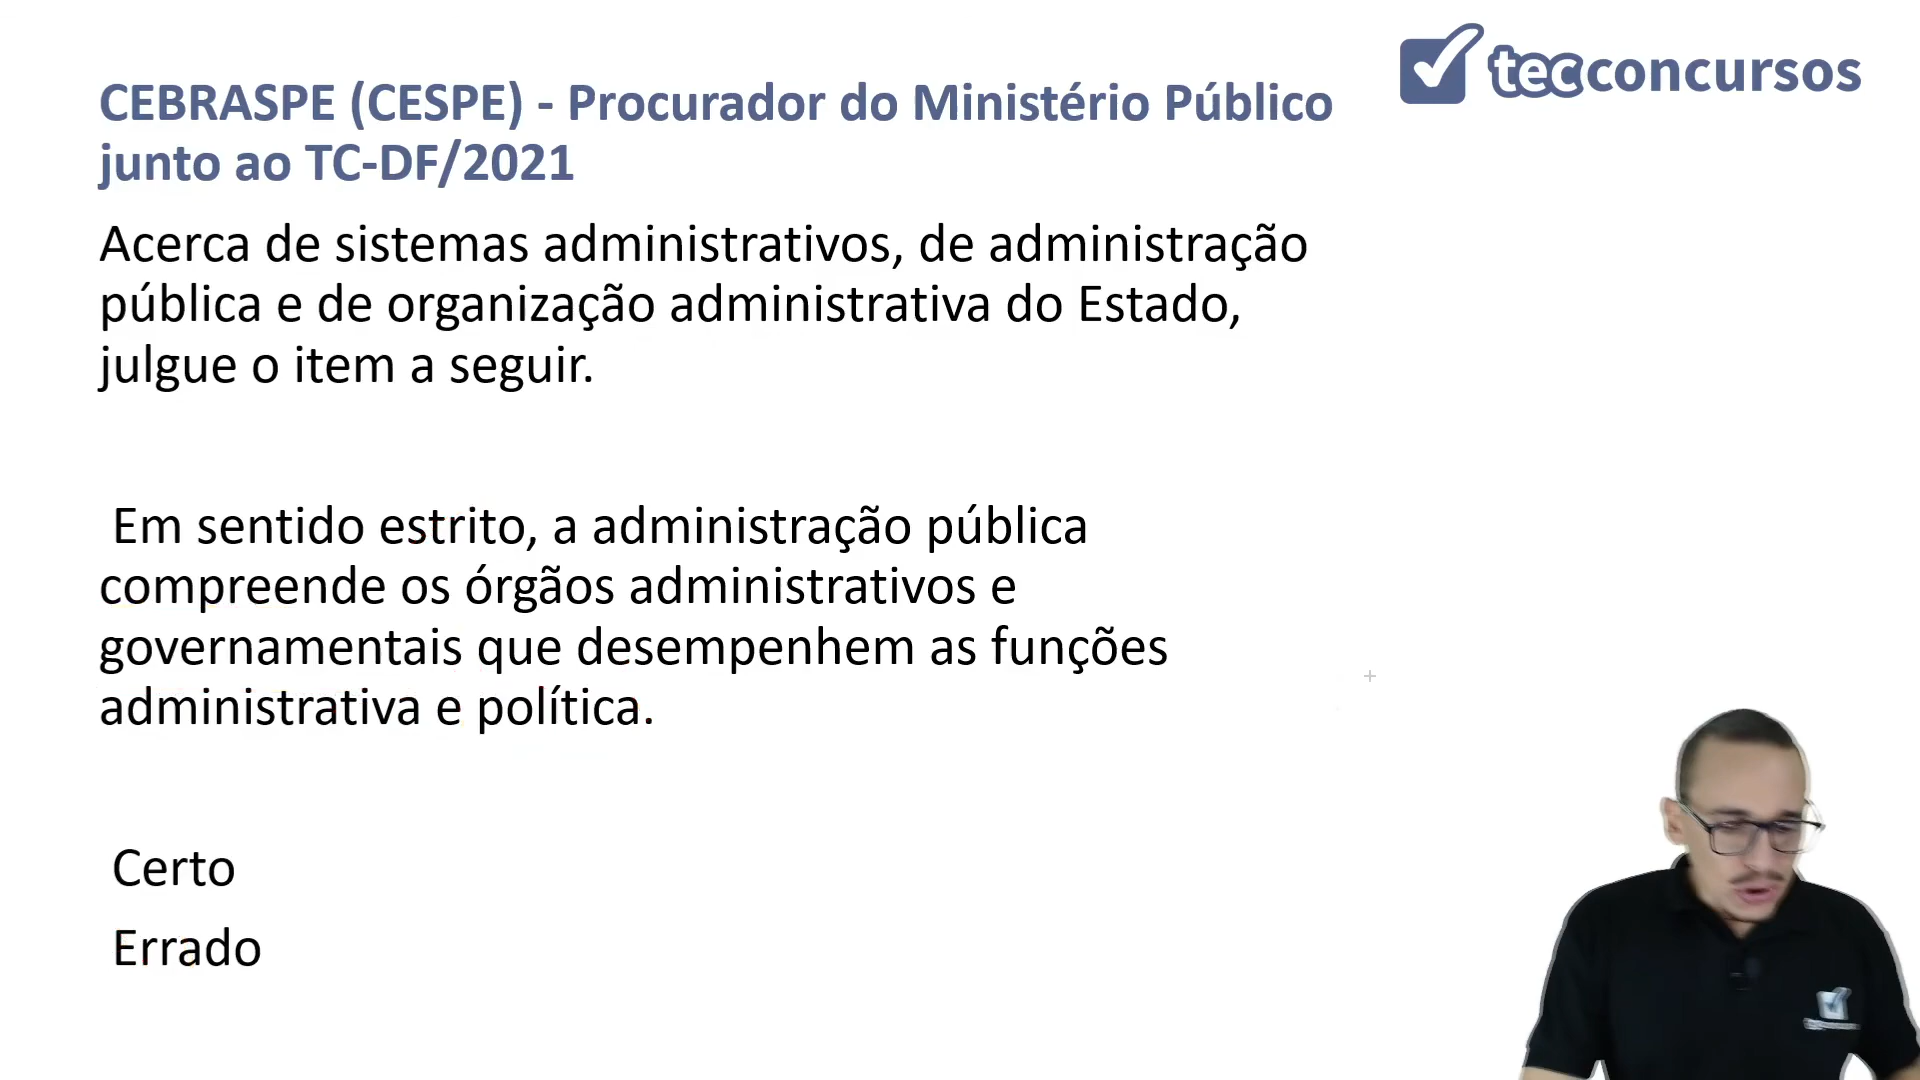 tecconcursos
CEBRASPE (CESPE) - Procurador do Ministério Público
junto ao TC-DF/2021
Acerca de sistemas administrativos, de administração
pública e de organização administrativa do Estado,
julgue o item a seguir.
Em sentido estrito, a administração pública
compreende os órgãos administrativos e
governamentais que desempenhem as funções
administrativa e política.
Certo
Errado